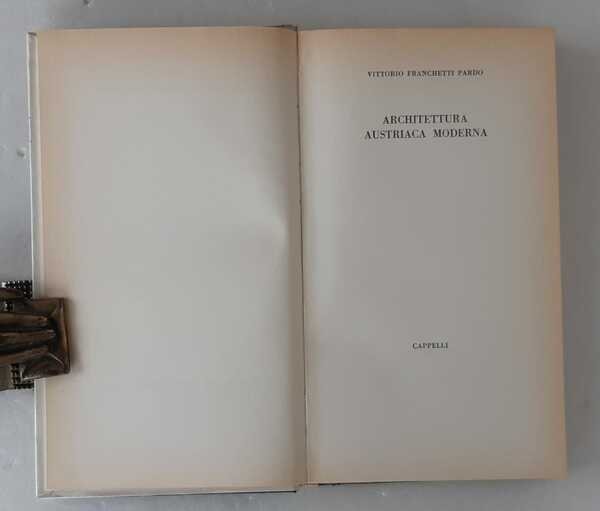 VITTORIO FRANCHETTI PARDO
ARCHITETTURA
AUSTRIACA MODERNA
CAPPELLI